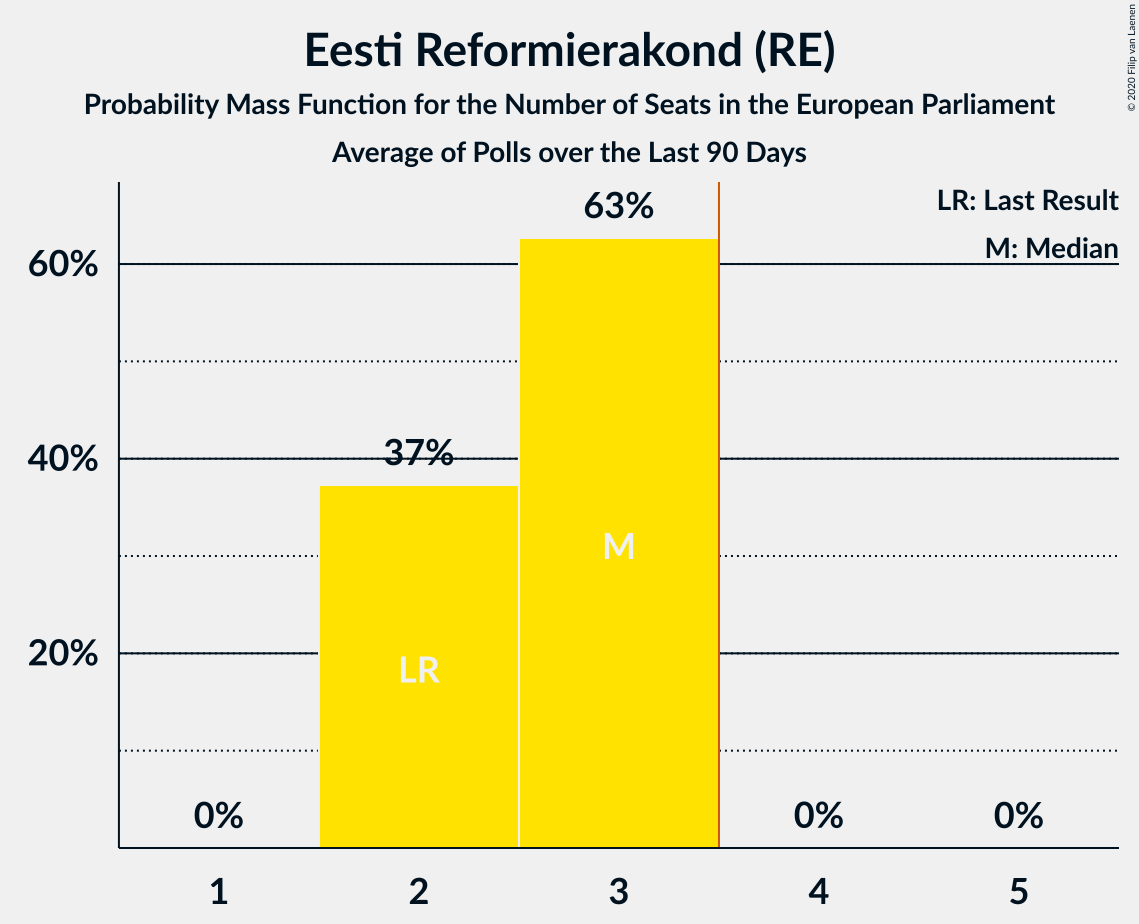 Eesti Reformierakond (RE)
Probability Mass Function for the Number of Seats in the European Parliament
Average of Polls over the Last 90 Days
© 2020 Filip van Laenen
LR: Last Result
M: Median
63%
60%
37%
40%
M
20%
LR
0%
0%
0%
1
2
3
4
5